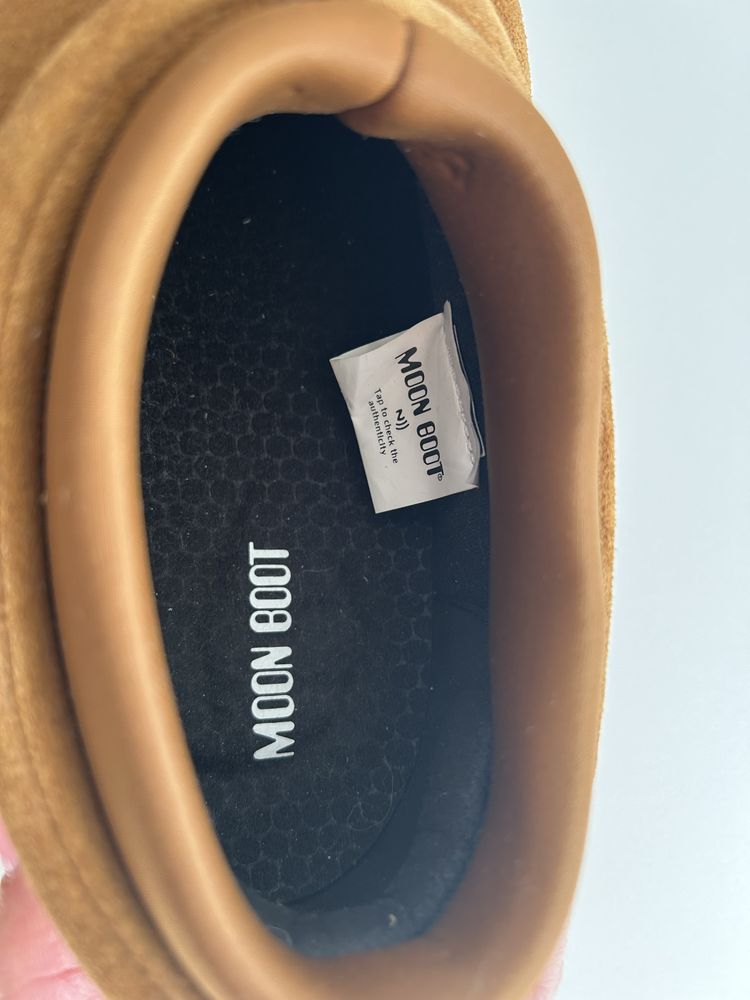 MOON BOOT®
Tap to check the
authenticity
MOON BOOT